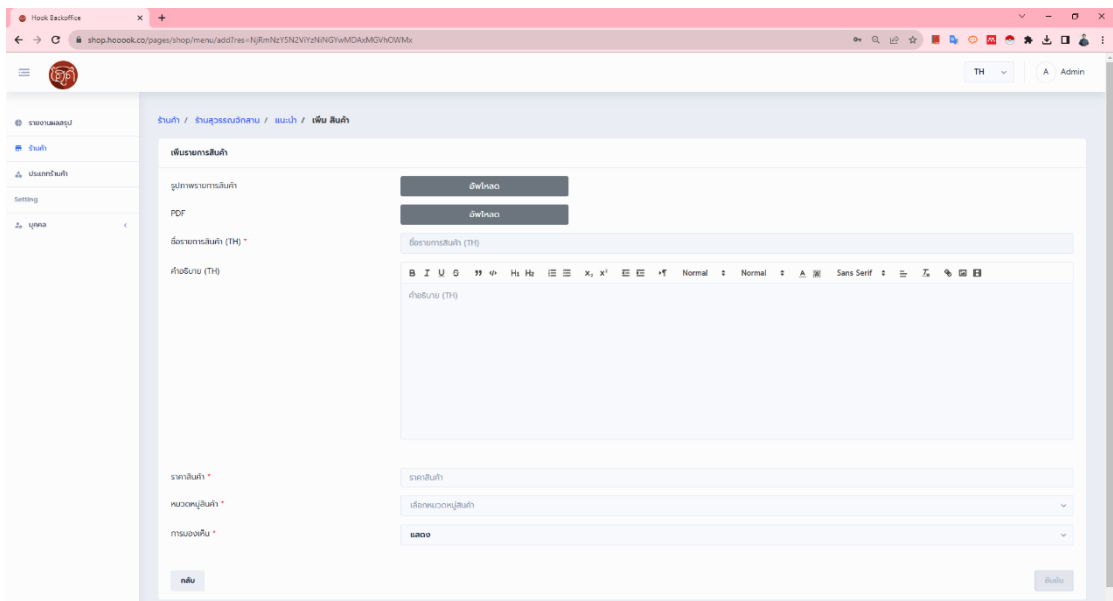 Hook Backoffice
shop.hooook.co/pages/shop/menu/add?res=NjRmNzY5N2ViYzNiNGYwMDAxMGVhOWMx
ฮูก
TH
A Admin
รายงานผลสรุป
ร้านค้า
ประเภทร้านค้า
Setting
บุคคล
ร้านค้า / ร้านสุวรรณจักสาน / แนะนำ / เพิ่ม สินค้า
เพิ่มรายการสินค้า
รูปภาพรายการสินค้า
อัพโหลด
PDF
อัพโหลด
ชื่อรายการสินค้า (TH) *
ชื่อรายการสินค้า (TH)
คำอธิบาย (TH)
B I U S H1 H2 X2 X2 Normal Normal A Sans Serif
คำอธิบาย (TH)
ราคาสินค้า *
ราคาสินค้า
หมวดหมู่สินค้า *
เลือกหมวดหมู่สินค้า
การมองเห็น *
แสดง
กลับ
ยืนยัน